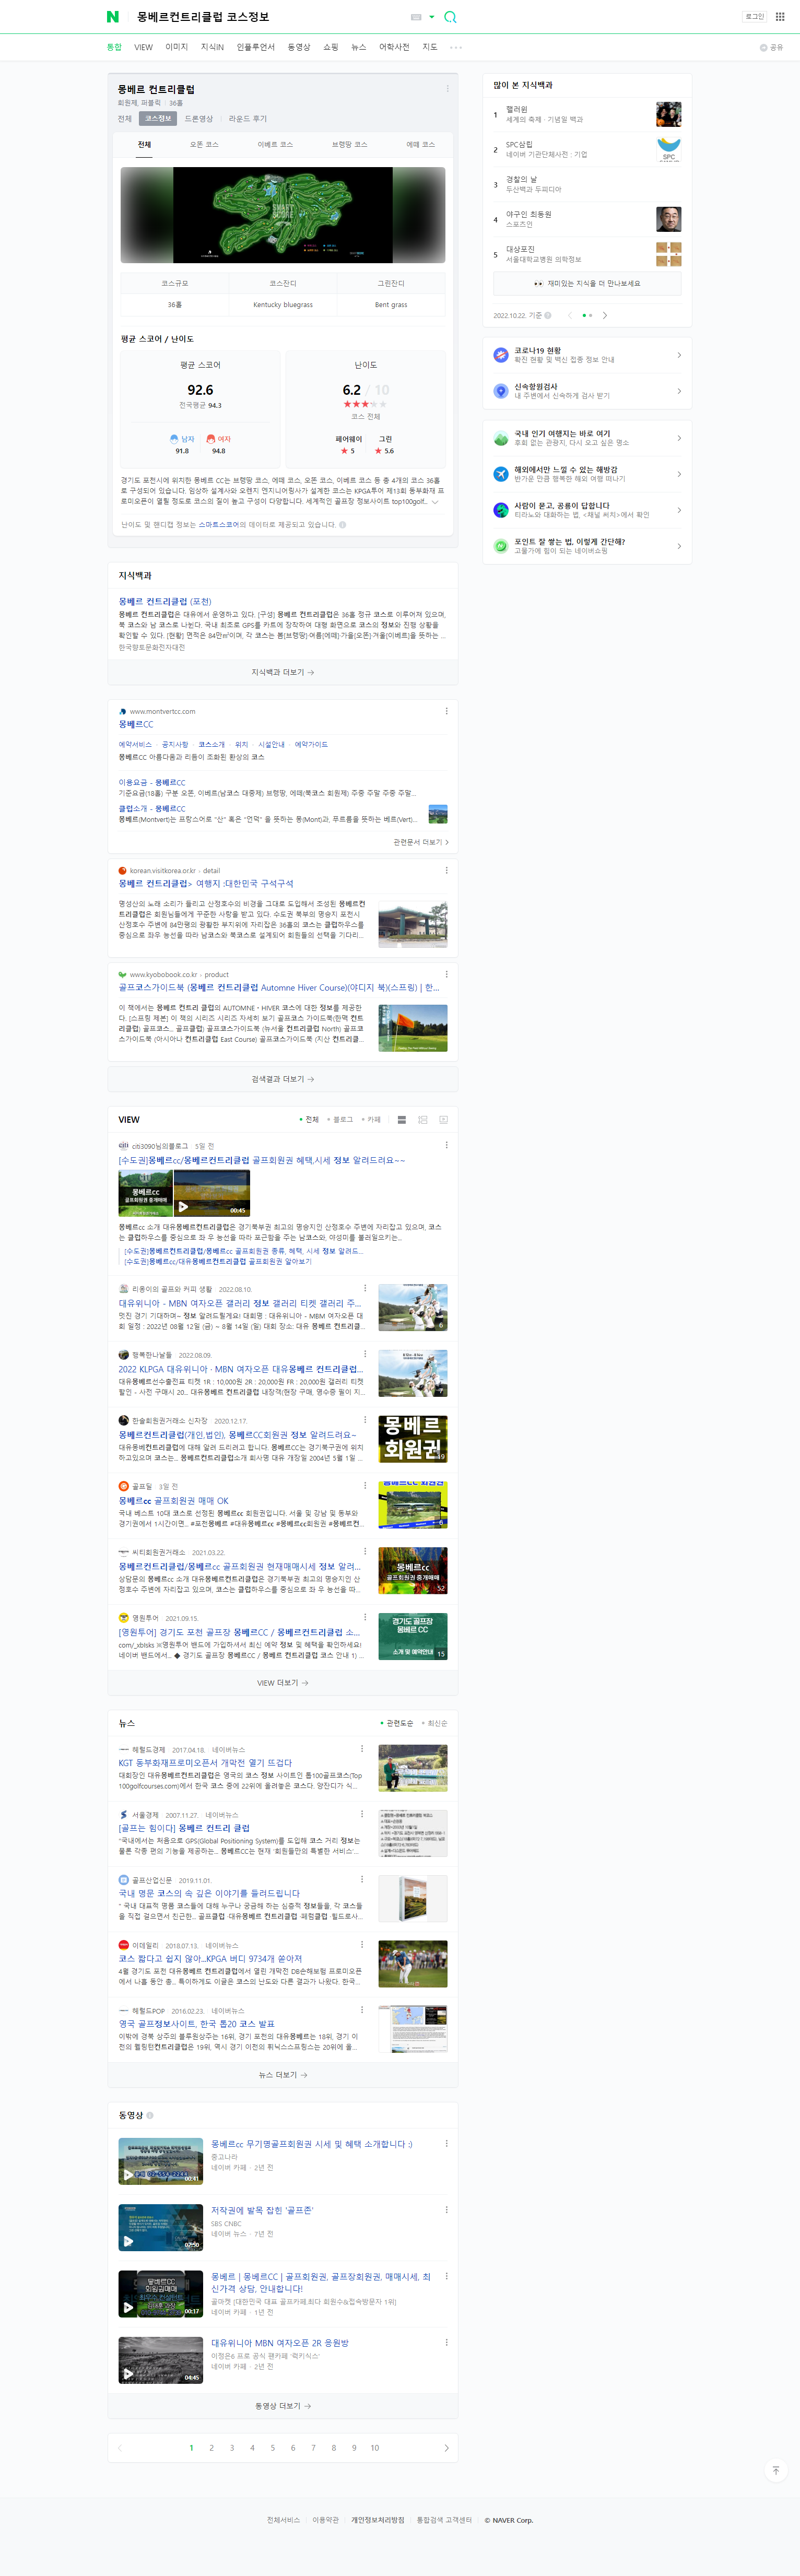 몽베르컨트리클럽 코스정보
로그인
통합 VIEW 이미지 지식iN 인플루언서 동영상 쇼핑 뉴스 어학사전 지도
공유
몽베르 컨트리클럽
회원제, 퍼블릭 36홀
전체 코스정보 드론영상 라운드 후기
전체 오똔 코스 이베르 코스 브렝땅 코스 에떼 코스
코스규모 코스잔디 그린잔디
36홀 Kentucky bluegrass Bent grass
평균 스코어 / 난이도
평균 스코어
92.6
전국평균 94.3
남자 여자
91.8 94.8
난이도
6.2 / 10
코스 전체
페어웨이 그린
5 5.6
경기도 포천시에 위치한 몽베르 CC는 브렝땅 코스, 에떼 코스, 오똔 코스, 이베르 코스 등 총 4개의 코스 36홀
로 구성되어 있습니다. 임상하 설계사와 오렌지 엔지니어링사가 설계한 코스는 KPGA투어 제13회 동부화재 프
로미오픈이 열릴 정도로 코스의 질이 높고 구성이 다양합니다. 세계적인 골프장 정보사이트 top100golf...
난이도 및 핸디캡 정보는 스마트스코어의 데이터로 제공되고 있습니다.
지식백과
몽베르 컨트리클럽 (포천)
몽베르 컨트리클럽은 대유에서 운영하고 있다. [구성] 몽베르 컨트리클럽은 36홀 정규 코스로 이루어져 있으며,
북 코스와 남 코스로 나뉜다. 국내 최초로 GPS를 카트에 장착하여 대형 화면으로 코스의 정보와 진행 상황을
확인할 수 있다. [현황] 면적은 84만㎡이며, 각 코스는 봄[브렝땅]·여름[에떼]·가을[오똔]·겨울[이베르]을 뜻하는 ...
한국향토문화전자대전
지식백과 더보기
www.montvertcc.com
몽베르CC
예약서비스 · 공지사항 · 코스소개 · 위치 · 시설안내 · 예약가이드
몽베르CC 아름다움과 리듬이 조화된 환상의 코스
이용요금 - 몽베르CC
기준요금(18홀) 구분 오똔, 이베르(남코스 대중제) 브렝땅, 에떼(북코스 회원제) 주중 주말 주중 주말...
클럽소개 - 몽베르CC
몽베르(Montvert)는 프랑스어로 "산" 혹은 "언덕" 을 뜻하는 몽(Mont)과, 푸르름을 뜻하는 베르(Vert)...
관련문서 더보기
korean.visitkorea.or.kr › detail
몽베르 컨트리클럽> 여행지 :대한민국 구석구석
명성산의 노래 소리가 들리고 산정호수의 비경을 그대로 도입해서 조성된 몽베르컨
트리클럽은 회원님들에게 꾸준한 사랑을 받고 있다. 수도권 북부의 명승지 포천시
산정호수 주변에 84만평의 광활한 부지위에 자리잡은 36홀의 코스는 클럽하우스를
중심으로 좌우 능선을 따라 남코스와 북코스로 설계되어 회원들의 선택을 기다리...
www.kyobobook.co.kr › product
골프코스가이드북 (몽베르 컨트리클럽 Automne Hiver Course)(야디지 북)(스프링) | 한...
이 책에서는 몽베르 컨트리 클럽의 AUTOMNE • HIVER 코스에 대한 정보를 제공한
다. [스프링 제본] 이 책의 시리즈 시리즈 자세히 보기 골프코스 가이드북(한맥 컨트
리클럽) 골프코스... 골프클럽) 골프코스가이드북 (뉴서울 컨트리클럽 North) 골프코
스가이드북 (아시아나 컨트리클럽 East Course) 골프코스가이드북 (지산 컨트리클...
검색결과 더보기
VIEW
전체 블로그 카페
citi3090님의블로그 · 5일 전
[수도권]몽베르cc/몽베르컨트리클럽 골프회원권 혜택,시세 정보 알려드려요~~
몽베르cc
골프회원권 중개매매
00:45
몽베르cc 소개 대유몽베르컨트리클럽은 경기북부권 최고의 명승지인 산정호수 주변에 자리잡고 있으며, 코스
는 클럽하우스를 중심으로 좌 우 능선을 따라 포근함을 주는 남코스와, 야성미를 불러일으키는...
[수도권]몽베르컨트리클럽/몽베르cc 골프회원권 종류, 혜택, 시세 정보 알려드...
[수도권]몽베르cc/대유몽베르컨트리클럽 골프회원권 알아보기
리옹이의 골프와 커피 생활 2022.08.10.
대유위니아 - MBN 여자오픈 갤러리 정보 갤러리 티켓 갤러리 주...
멋진 경기 기대하며~ 정보 알려드릴게요! 대회명 : 대유위니아 - MBM 여자오픈 대
회 일정 : 2022년 08월 12일 (금) ~ 8월 14일 (일) 대회 장소: 대유 몽베르 컨트리클...
행복한나날들 2022.08.09.
2022 KLPGA 대유위니아 · MBN 여자오픈 대유몽베르 컨트리클럽...
대유몽베르선수출전표 티켓 1R : 10,000원 2R : 20,000원 FR : 20,000원 갤러리 티켓
할인 - 사전 구매시 20... 대유몽베르 컨트리클럽 내장객(현장 구매, 영수증 필이 지...
7
한솔회원권거래소 신차장 2020.12.17.
몽베르컨트리클럽(개인,법인), 몽베르CC회원권 정보 알려드려요~
대유몽베컨트리클럽에 대해 알려 드리려고 합니다. 몽베르CC는 경기북구권에 위치
하고있으며 코스는... 몽베르컨트리클럽소개 회사명 대유 개장일 2004년 5월 1일 ...
몽베르
회원권
골프달 3일 전
몽베르cc 골프회원권 매매 OK
국내 베스트 10대 코스로 선정된 몽베르cc 회원권입니다. 서울 및 강남 및 동부와
경기권에서 1시간이면... #포천몽베르 #대유몽베르cc #몽베르cc회원권 #몽베르컨...
씨티회원권거래소 2021.03.22.
몽베르컨트리클럽/몽베르cc 골프회원권 현재매매시세 정보 알려...
상담문의 몽베르cc 소개 대유몽베르컨트리클럽은 경기북부권 최고의 명승지인 산
정호수 주변에 자리잡고 있으며, 코스는 클럽하우스를 중심으로 좌 우 능선을 따...
몽베르cc
골프회원권 중개매매
52
영원투어 2021.09.15.
[영원투어] 경기도 포천 골프장 몽베르CC / 몽베르컨트리클럽 소...
com/_xbIsks ※영원투어 밴드에 가입하셔서 최신 예약 정보 및 혜택을 확인하세요!
네이버 밴드에서... ◆ 경기도 골프장 몽베르CC / 몽베르 컨트리클럽 코스 안내 1) ...
경기도 골프장
몽베르 CC
소개 및 예약안내
15
VIEW 더보기
뉴스
관련도순 최신순
헤럴드경제 2017.04.18. 네이버뉴스
KGT 동부화재프로미오픈서 개막전 열기 뜨겁다
대회장인 대유몽베르컨트리클럽은 영국의 코스 정보 사이트인 톱100골프코스(Top
100golfcourses.com)에서 한국 코스 중에 22위에 올려놓은 코스다. 양잔디가 식...
서울경제 2007.11.27. 네이버뉴스
[골프는 힘이다] 몽베르 컨트리 클럽
"국내에서는 처음으로 GPS(Global Positioning System)를 도입해 코스 거리 정보는
물론 각종 편의 기능을 제공하는... 몽베르CC는 현재 '회원들만의 특별한 서비스'...
골프산업신문 2019.11.01.
국내 명문 코스의 속 깊은 이야기를 들려드립니다
" 국내 대표적 명품 코스들에 대해 누구나 궁금해 하는 심층적 정보들을, 각 코스들
을 직접 걸으면서 친근한... 골프클럽 ·대유몽베르 컨트리클럽 ·페럼클럽 ·힐드로사...
이데일리 2018.07.13. 네이버뉴스
코스 짧다고 쉽지 않아...KPGA 버디 9734개 쏟아져
4월 경기도 포천 대유몽베르 컨트리클럽에서 열린 개막전 DB손해보험 프로미오픈
에서 나흘 동안 총... 특이하게도 이글은 코스의 난도와 다른 결과가 나왔다. 한국...
헤럴드POP 2016.02.23. 네이버뉴스
영국 골프정보사이트, 한국 톱20 코스 발표
이밖에 경북 상주의 블루원상주는 16위, 경기 포천의 대유몽베르는 18위, 경기 이
천의 웰링턴컨트리클럽은 19위, 역시 경기 이천의 휘닉스스프링스는 20위에 올...
뉴스 더보기
동영상
00:41
몽베르cc 무기명골프회원권 시세 및 혜택 소개합니다 :)
중고나라
네이버 카페 · 2년 전
저작권에 발목 잡힌 '골프존'
SBS CNBC
네이버 뉴스 · 7년 전
몽베르CC
회원권매매
00:17
몽베르 | 몽베르CC | 골프회원권, 골프장회원권, 매매시세, 최
신가격 상담, 안내합니다!
골마켓 [대한민국 대표 골프카페,최다 회원수&접속방문자 1위]
네이버 카페 · 1년 전
04:45
대유위니아 MBN 여자오픈 2R 응원방
이정은6 프로 공식 팬카페 '럭키식스'
네이버 카페 · 2년 전
동영상 더보기
1 2 3 4 5 6 7 8 9 10
많이 본 지식백과
1 핼러윈
세계의 축제 · 기념일 백과
2 SPC삼립
네이버 기관단체사전 : 기업
SPC
3 경찰의 날
두산백과 두피디아
4 야구인 최동원
스포츠인
5 대상포진
서울대학교병원 의학정보
재미있는 지식을 더 만나보세요
2022.10.22. 기준
코로나19 현황
확진 현황 및 백신 접종 정보 안내
신속항원검사
내 주변에서 신속하게 검사 받기
국내 인기 여행지는 바로 여기
후회 없는 관광지, 다시 오고 싶은 명소
해외에서만 느낄 수 있는 해방감
반가운 만큼 행복한 해외 여행 떠나기
사람이 묻고, 공룡이 답합니다
티라노와 대화하는 법, <채널 써치>에서 확인
포인트 잘 쌓는 법, 이렇게 간단해?
고물가에 힘이 되는 네이버쇼핑
전체서비스 이용약관 개인정보처리방침 통합검색 고객센터 © NAVER Corp.